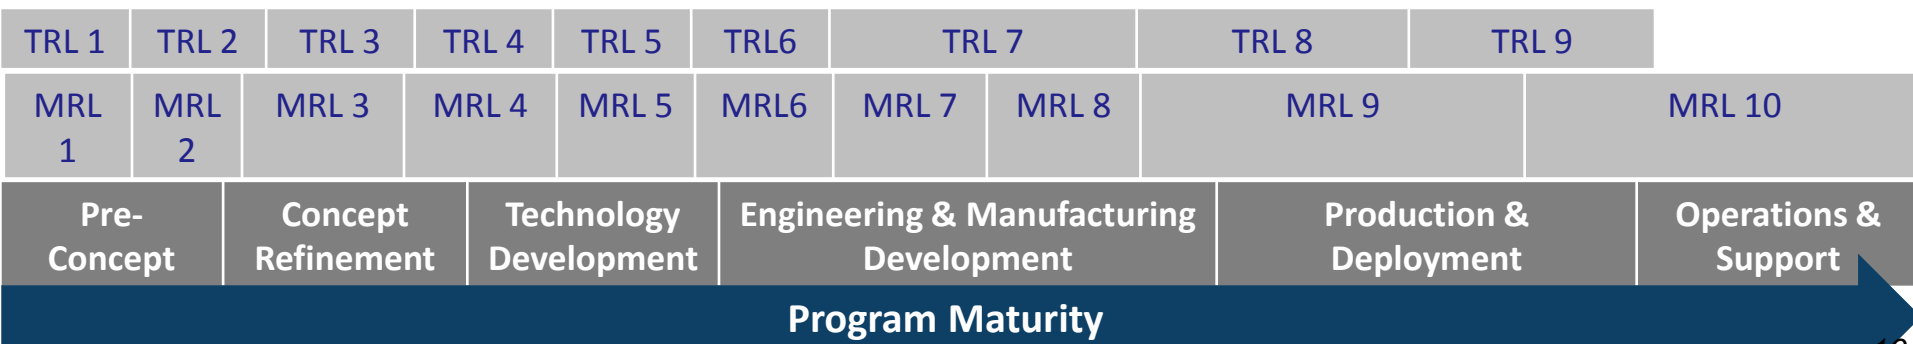 TRL 1 TRL 2 TRL 3 TRL 4 TRL 5 TRL6 TRL 7 TRL 8 TRL 9
MRL 1 MRL 2 MRL 3 MRL 4 MRL 5 MRL6 MRL 7 MRL 8 MRL 9 MRL 10
Pre-
Concept
Concept
Refinement
Technology
Development
Engineering & Manufacturing
Development
Production &
Deployment
Operations &
Support
Program Maturity